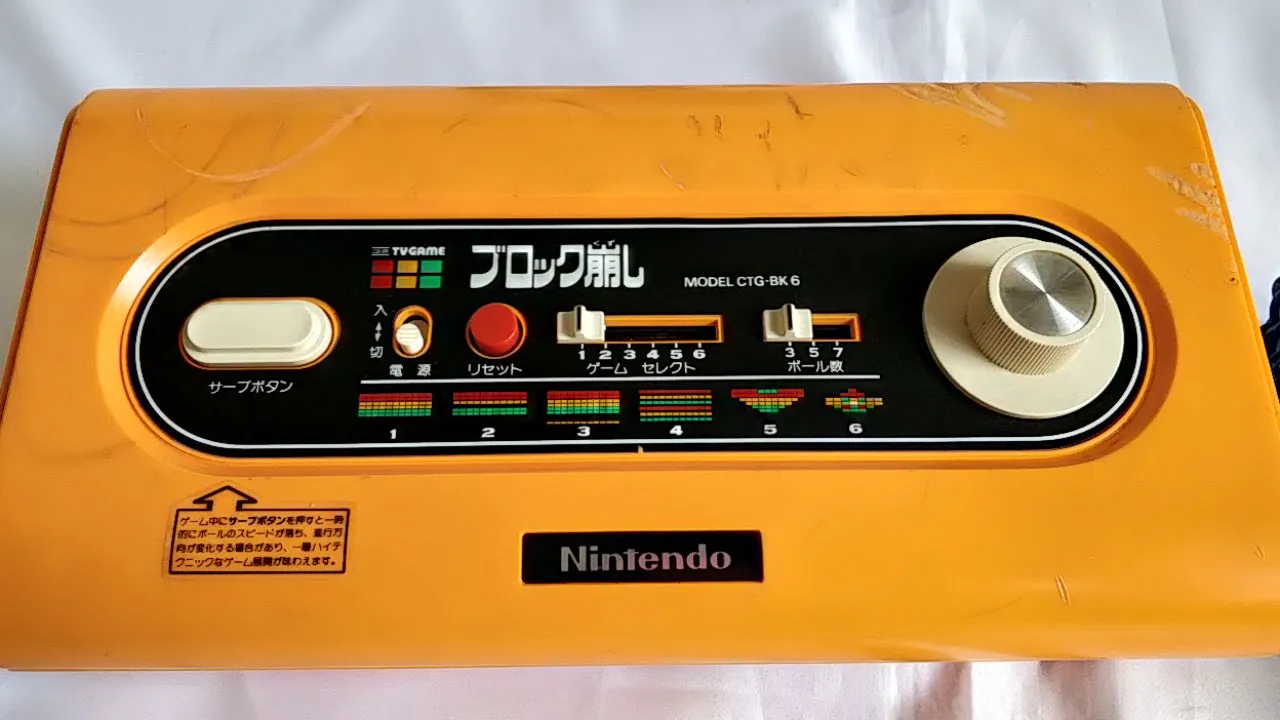 TVGAME
ブロック崩し
くず
MODEL CTG-BK 6
入
切
電源
リセット
1 2 3 4 5 6
ゲーム セレクト
3 5 7
ボール数
サーブボタン
1 2 3 4 5 6
ゲーム中にサーブボタンを押すと一時
的にボールのスピードが落ち、進行方
向が変化する場合があり、一層ハイテ
クニックなゲーム展開が味わえます。
Nintendo